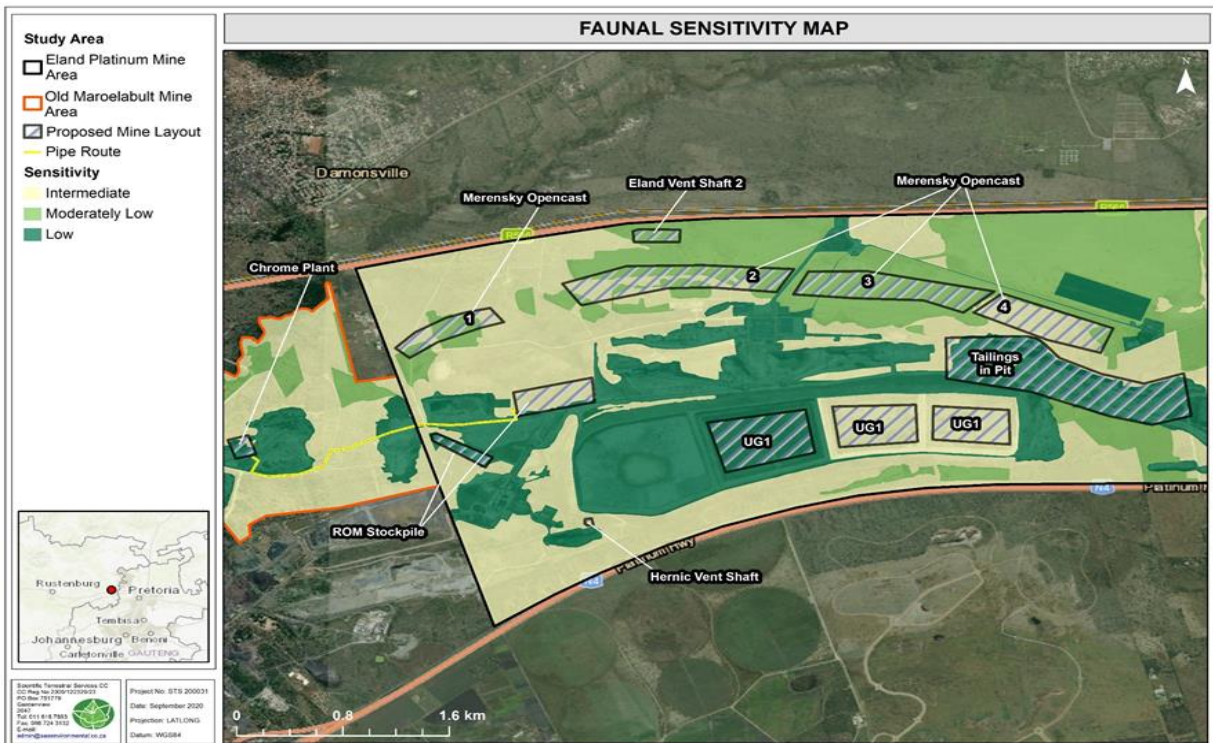 FAUNAL SENSITIVITY MAP
Study Area
Eland Platinum Mine
Area
Old Maroelabult Mine
Area
Proposed Mine Layout
Pipe Route
Sensitivity
Intermediate
Moderately Low
Low
N
Damonsville
Merensky Opencast
Eland Vent Shaft 2
Merensky Opencast
Chrome Plant
1
2
3
4
Tailings
in Pit
UG1
UG1
UG1
ROM Stockpile
Hernic Vent Shaft
Platinum Hwy
N4
N4
Platinum
0 0.8 1.6 km
Rustenburg
Pretoria
Tembisa
Johannesburg
Benoni
Carletonville
GAUTENG
Scientific Terrestrial Services CC
Project No: STS 200031
Date: September 2020
Projection: LATLONG
Datum: WGS84